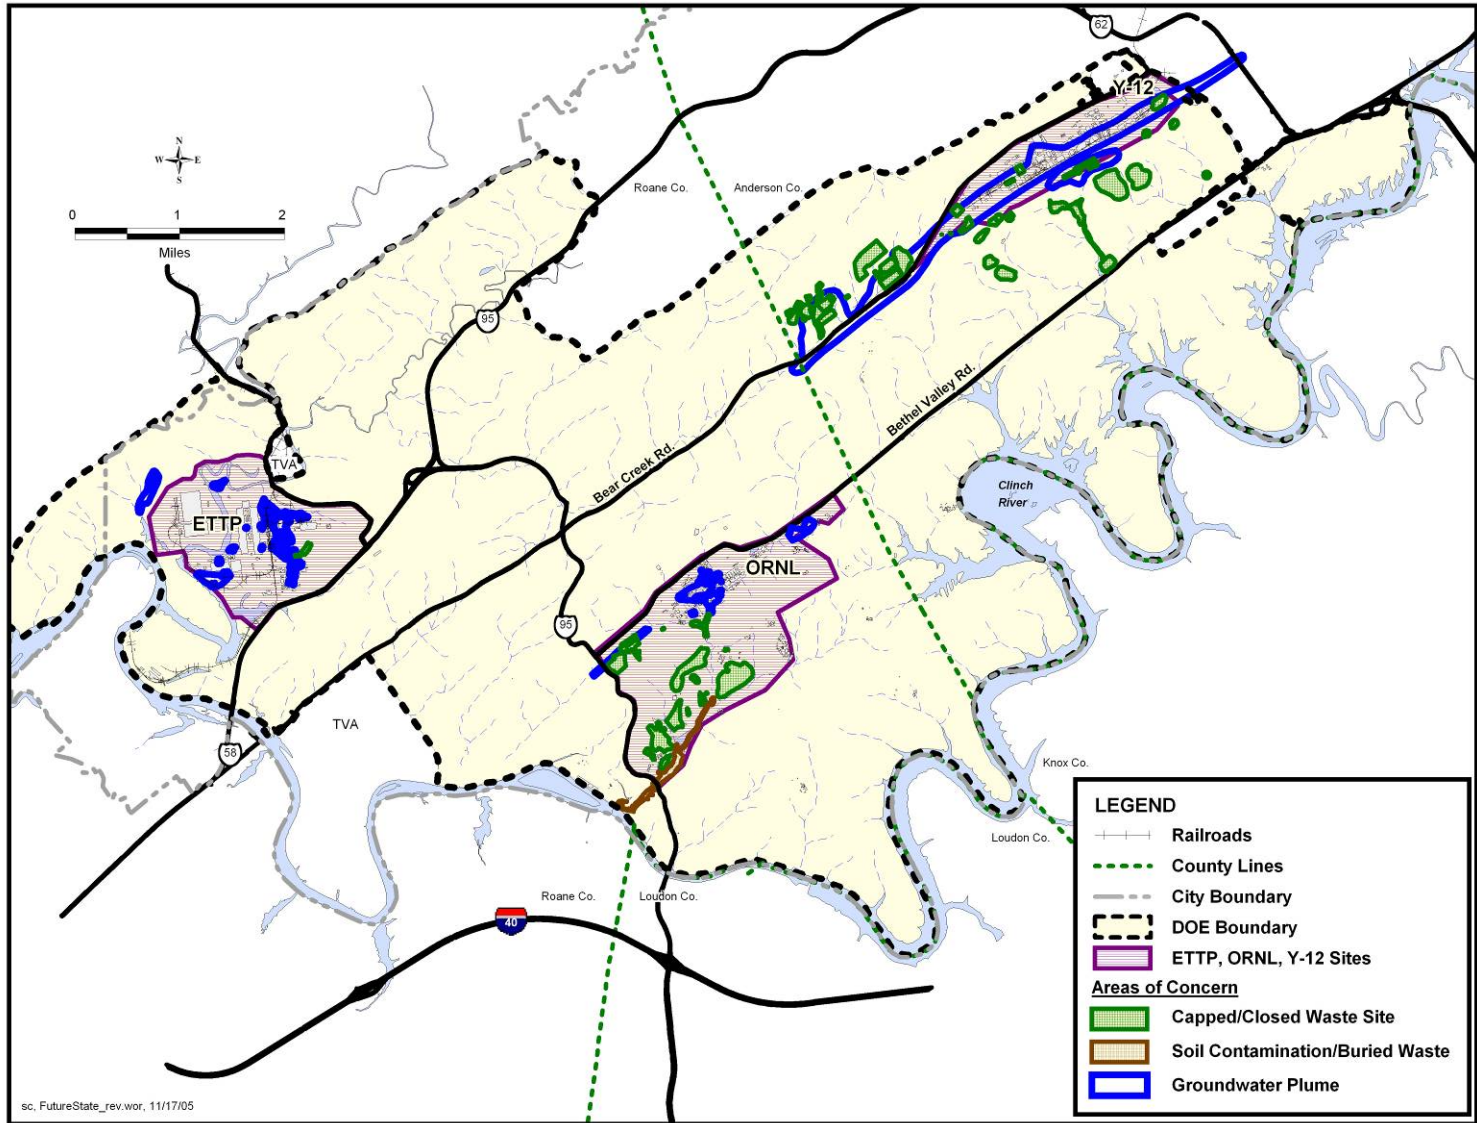 62
Y-12
N
W E
S
0 1 2
Miles
Roane Co.
Anderson Co.
95
Bethel Valley Rd.
Bear Creek Rd.
TVA
ETTP
Clinch
River
ORNL
95
TVA
58
Knox Co.
Loudon Co.
Roane Co.
Loudon Co.
40
LEGEND
Railroads
County Lines
City Boundary
DOE Boundary
ETTP, ORNL, Y-12 Sites
Areas of Concern
Capped/Closed Waste Site
Soil Contamination/Buried Waste
Groundwater Plume
sc, FutureState_rev.wor, 11/17/05